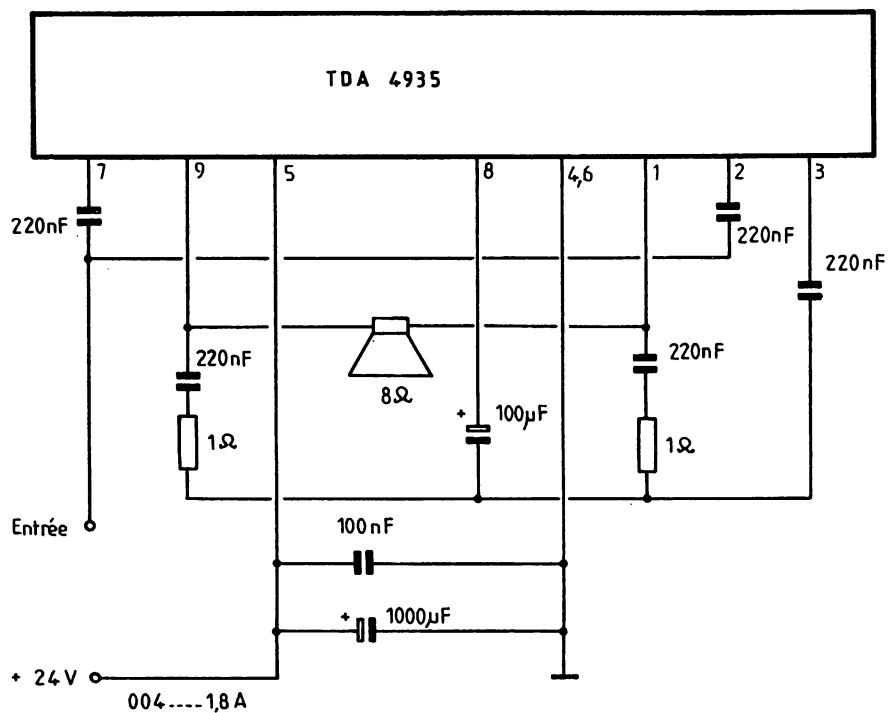 TDA 4935
7 9 5 8 4,6 1 2 3
220nF
220nF
220nF
220nF
220nF
8Ω
+ 100µF
1Ω
1Ω
Entrée
100nF
+ 1000µF
+ 24V
004----1,8A